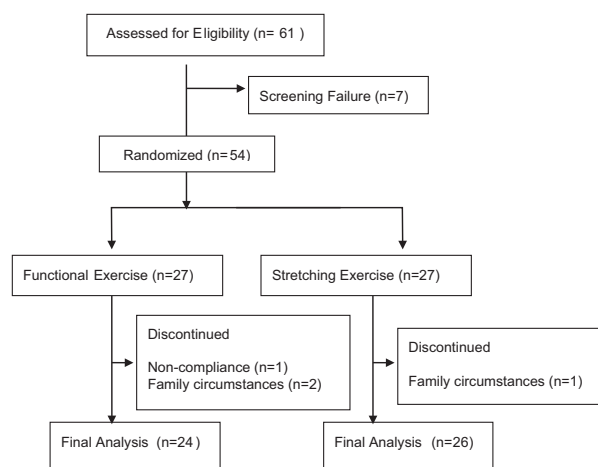 Assessed for Eligibility (n= 61 )
Screening Failure (n=7)
Randomized (n=54)
Functional Exercise (n=27)
Stretching Exercise (n=27)
Discontinued
Non-compliance (n=1)
Family circumstances (n=2)
Discontinued
Family circumstances (n=1)
Final Analysis (n=24 )
Final Analysis (n=26)